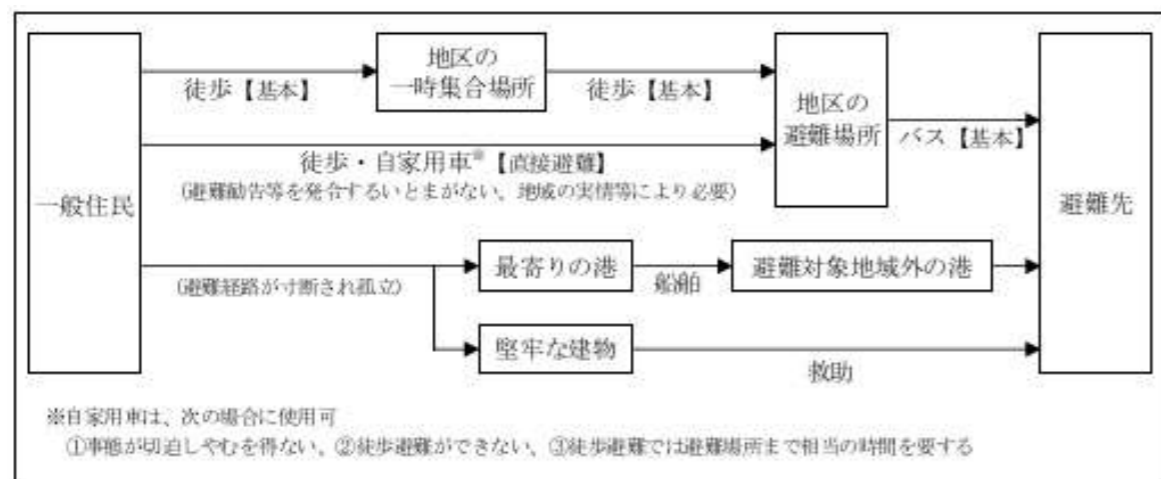 一般住民
徒歩【基本】
地区の
一時集合場所
徒歩【基本】
地区の
避難場所
バス【基本】
避難先
徒歩・自家用車※【直接避難】
(避難勧告等を発令するいとまがない、地域の実情等により必要)
(避難経路が寸断され孤立)
最寄りの港
船舶
避難対象地域外の港
堅牢な建物
救助
※自家用車は、次の場合に使用可
①事態が切迫しやむを得ない、②徒歩避難ができない、③徒歩避難では避難場所まで相当の時間を要する